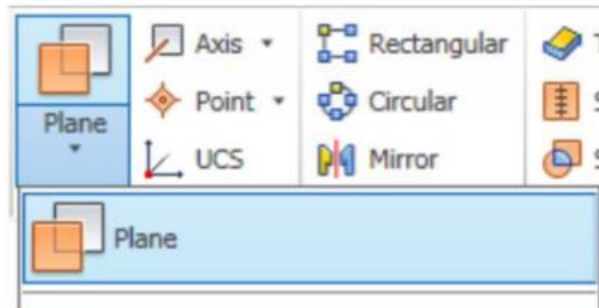 Plane
Axis
Point
UCS
Rectangular
Circular
Mirror
Plane